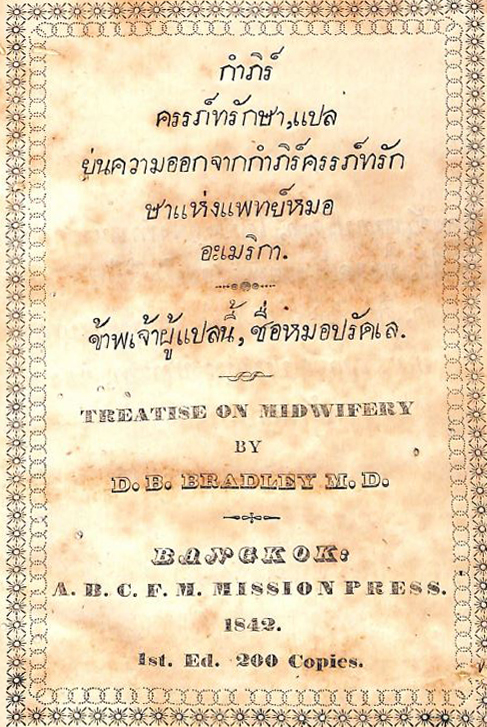 กำภิร์
ครรภ์ทรักษา,แปล
ย่นความออกจากกำภิร์ครรภ์ทรัก
ษาแห่งแพทย์หมอ
อะเมริกา.
ข้าพเจ้าผู้แปลนี้, ชื่อหมอปรัดเล.
TREATISE ON MIDWIFERY
BY
D. B. BRADLEY M. D.
BANGKOK:
A. B. C. F. M. MISSION PRESS.
1842.
1st. Ed. 200 Copies.